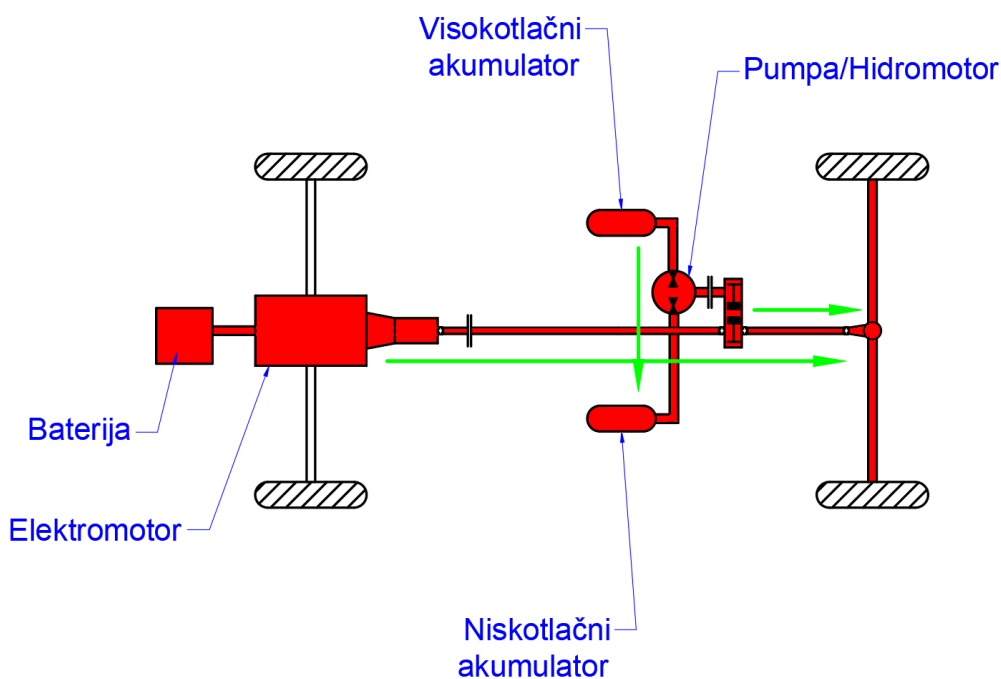 Visokotlačni
akumulator
Pumpa/Hidromotor
Baterija
Elektromotor
Niskotlačni
akumulator